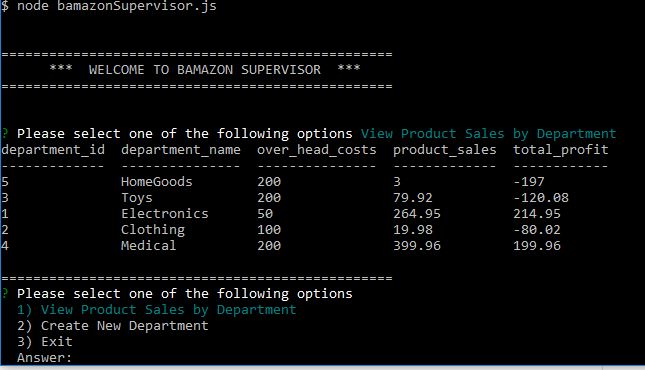 $ node bamazonSupervisor.js
=================================================
*** WELCOME TO BAMAZON SUPERVISOR ***
=================================================
? Please select one of the following options View Product Sales by Department
department_id department_name over_head_costs product_sales total_profit
------------- --------------- --------------- ------------- ------------
5 HomeGoods 200 3 -197
3 Toys 200 79.92 -120.08
1 Electronics 50 264.95 214.95
2 Clothing 100 19.98 -80.02
4 Medical 200 399.96 199.96
=================================================
? Please select one of the following options
1) View Product Sales by Department
2) Create New Department
3) Exit
Answer: